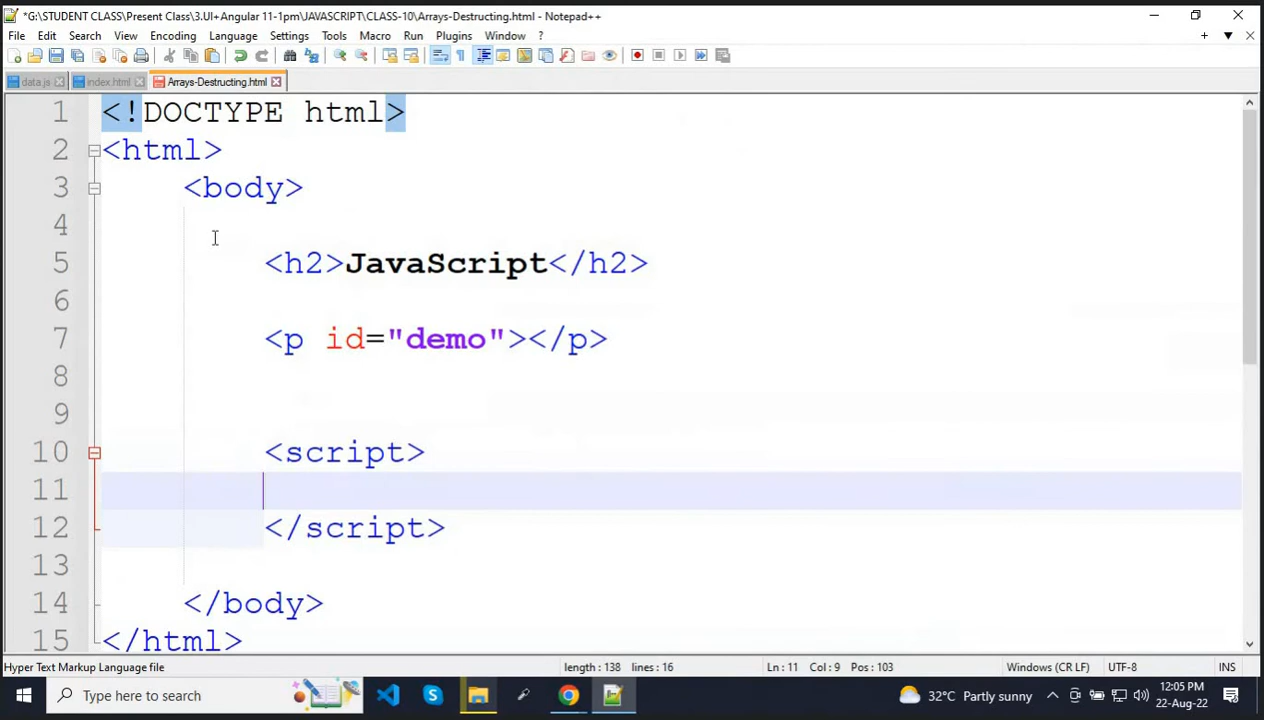 *G:\STUDENT CLASS\Present Class\3.UI+Angular 11-1pm\JAVASCRIPT\CLASS-10\Arrays-Destructing.html - Notepad++
File Edit Search View Encoding Language Settings Tools Macro Run Plugins Window ?
data.js index.html Arrays-Destructing.html
1 <!DOCTYPE html>
2 <html>
3 <body>
4
5 <h2>JavaScript</h2>
6
7 <p id="demo"></p>
8
9
10 <script>
11
12 </script>
13
14 </body>
15 </html>
Hyper Text Markup Language file length : 138 lines : 16 Ln : 11 Col : 9 Pos : 103 Windows (CR LF) UTF-8 INS
Type here to search 32°C Partly sunny 12:05 PM
22-Aug-22